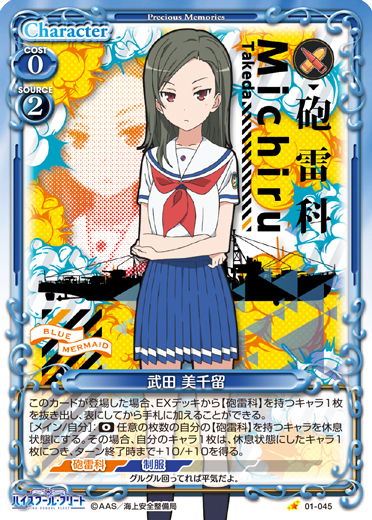 Precious Memories
Character
COST
0
SOURCE
2
Michiru
Takeda
砲雷科
BLUE
MERMAID
武田 美千留
このカードが登場した場合、EXデッキから【砲雷科】を持つキャラ1枚
を抜き出し、表にしてから手札に加えることができる。
[メイン/自分]:0 任意の枚数の自分の【砲雷科】を持つキャラを休息
状態にする。その場合、自分のキャラ1枚は、休息状態にしたキャラ1
枚につき、ターン終了時まで+10/+10を得る。
砲雷科 制服
グルグル回ってれば平気だよ。
ハイスクール・フリート
©AAS/海上安全整備局
01-045